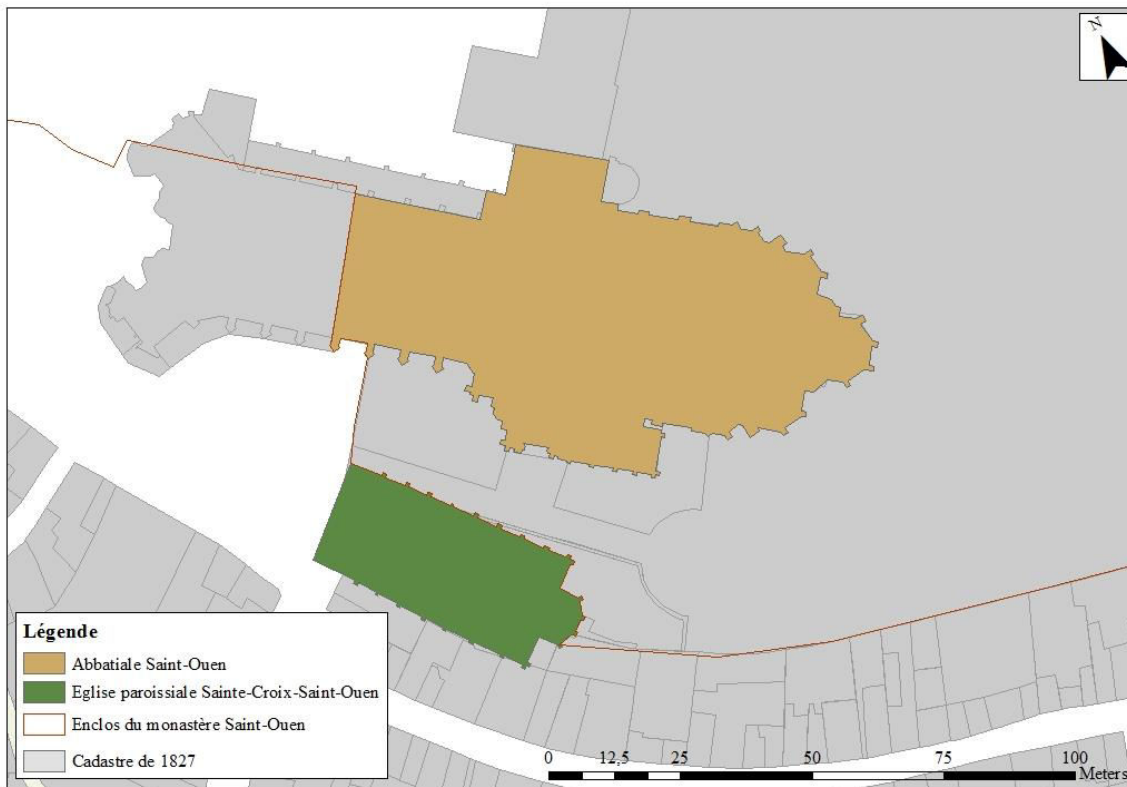 N
Légende
Abbatiale Saint-Ouen
Eglise paroissiale Sainte-Croix-Saint-Ouen
Enclos du monastère Saint-Ouen
Cadastre de 1827
0 12,5 25 50 75 100
Meters